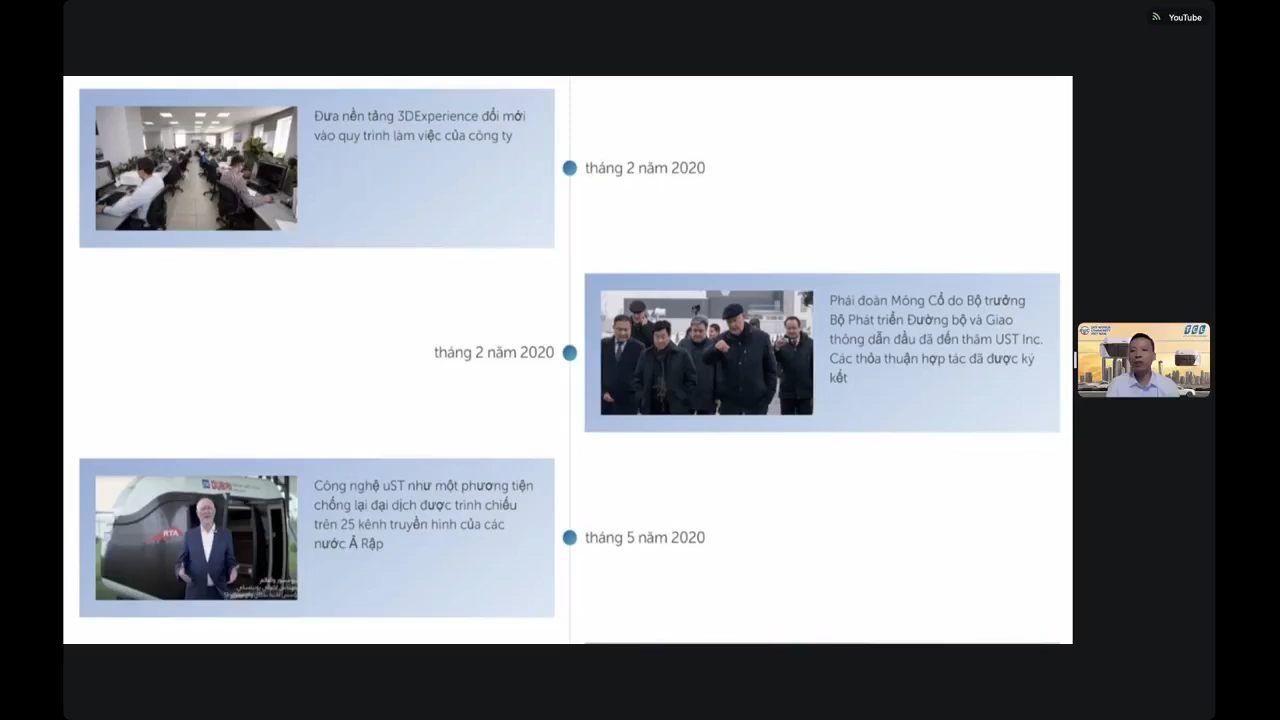 YouTube
Đưa nền tảng 3DExperience đổi mới
vào quy trình làm việc của công ty
tháng 2 năm 2020
Phái đoàn Mông Cổ do Bộ trưởng
Bộ Phát triển Đường bộ và Giao
thông dẫn đầu đã đến thăm UST Inc.
Các thỏa thuận hợp tác đã được ký
kết
tháng 2 năm 2020
RTA
Công nghệ uST như một phương tiện
chống lại đại dịch được trình chiếu
trên 25 kênh truyền hình của các
nước Ả Rập
tháng 5 năm 2020